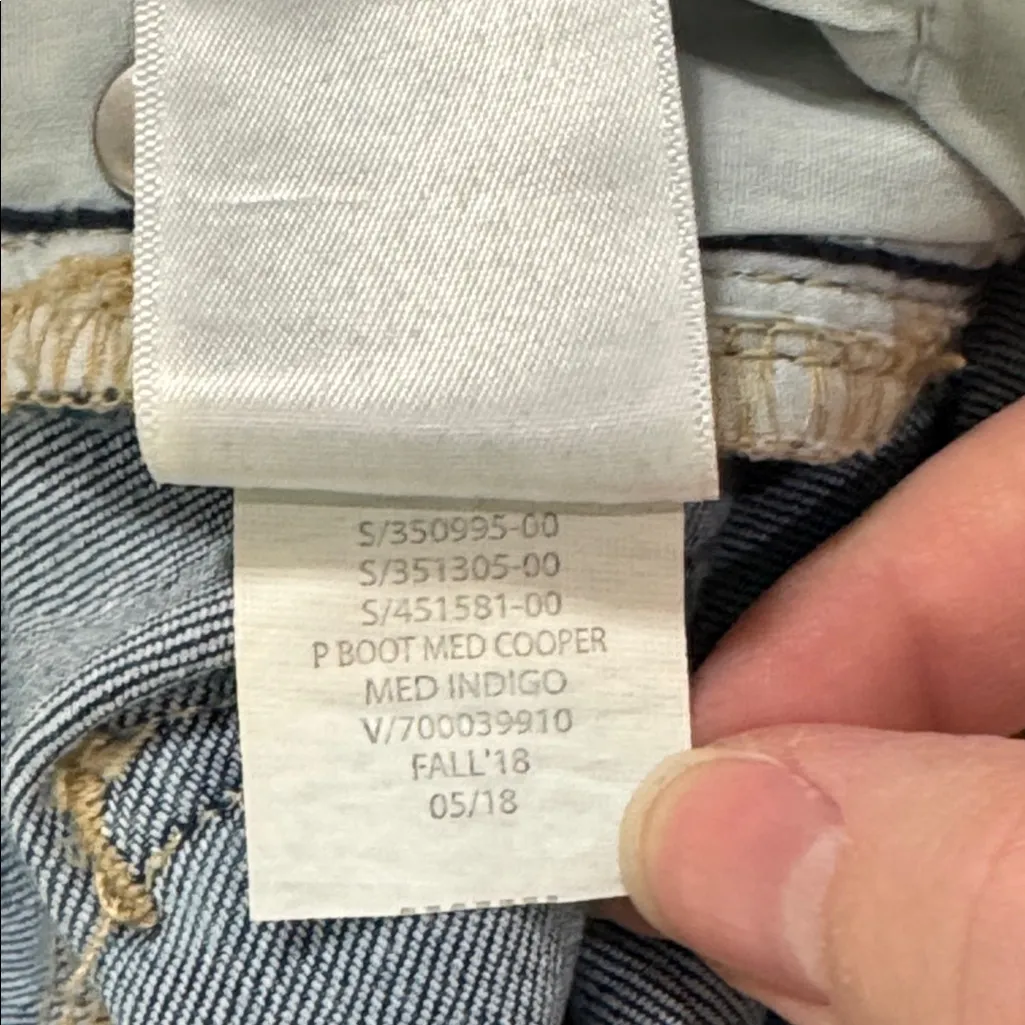 S/350995-00
S/351305-00
S/451581-00
P BOOT MED COOPER
MED INDIGO
V/700039910
FALL'18
05/18